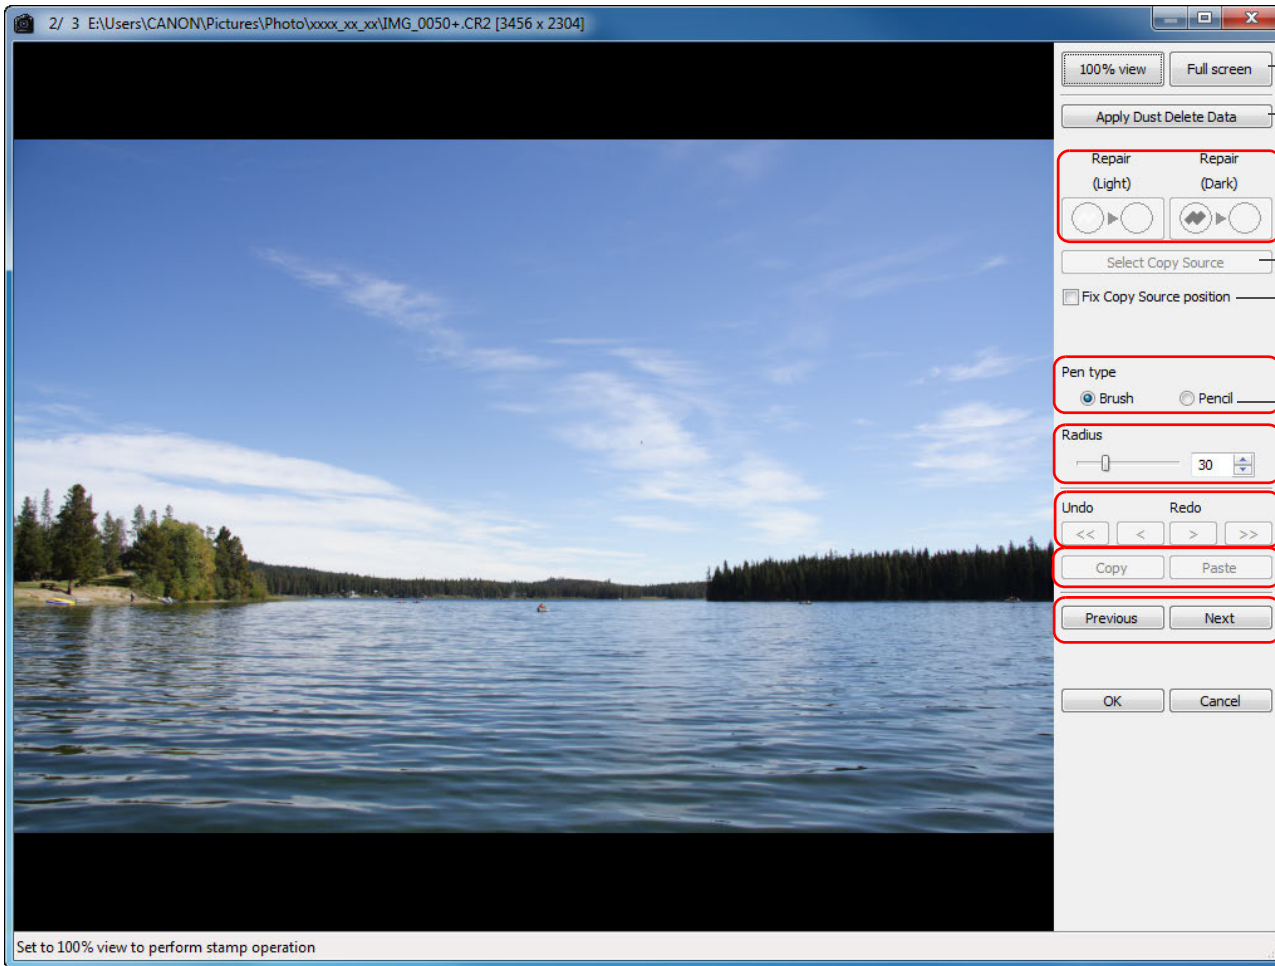 2/ 3 E:\Users\CANON\Pictures\Photo\xxxx_xx_xx\IMG_0050+.CR2 [3456 x 2304]
100% view Full screen
Apply Dust Delete Data
Repair Repair
(Light) (Dark)
Select Copy Source
Fix Copy Source position
Pen type
Brush Pencil
Radius
30
Undo Redo
<< < > >>
Copy Paste
Previous Next
OK Cancel
Set to 100% view to perform stamp operation